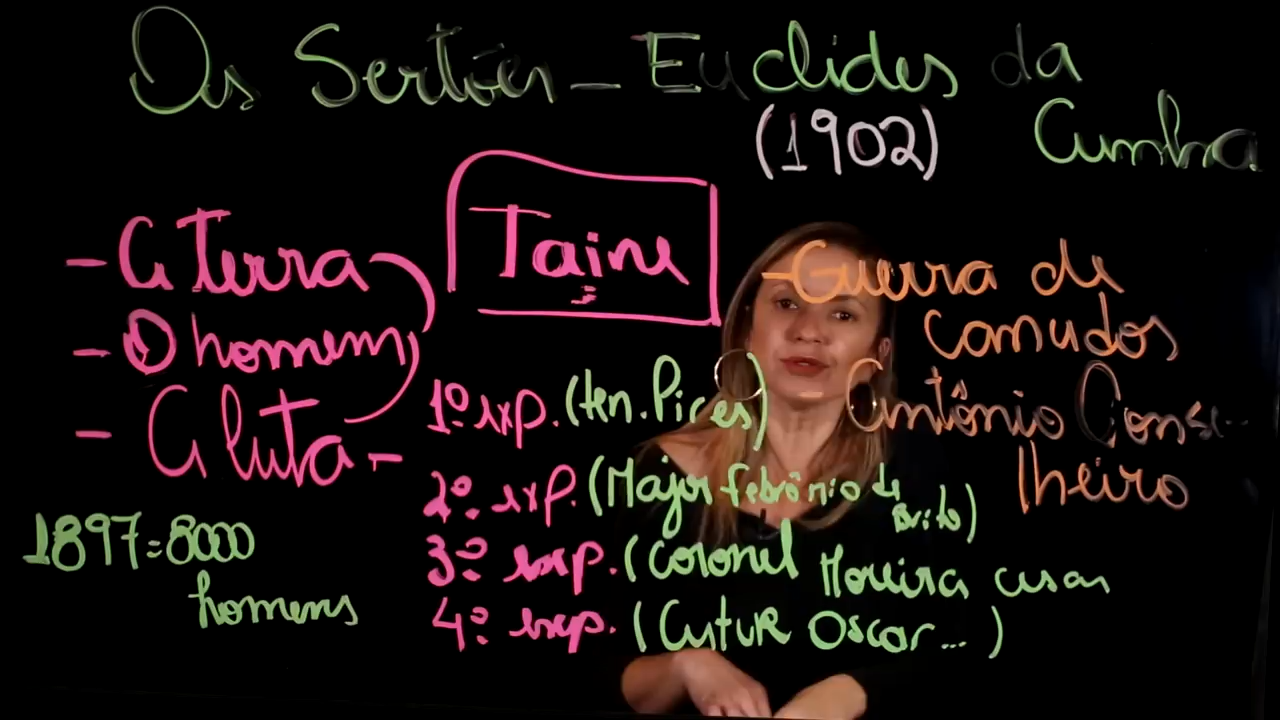 Os Sertões - Euclides da
Cunha
(1902)
Taine
- A Terra
- O homem
- A luta -
- Guerra de
Canudos
Antônio Conse-
lheiro
1º exp. (ten. Pires)
2º exp. (Major Febrônio de
Brito)
3º exp. (Coronel Moreira César
4º exp. (Cutur Oscar...)
1897 = 8000
homens